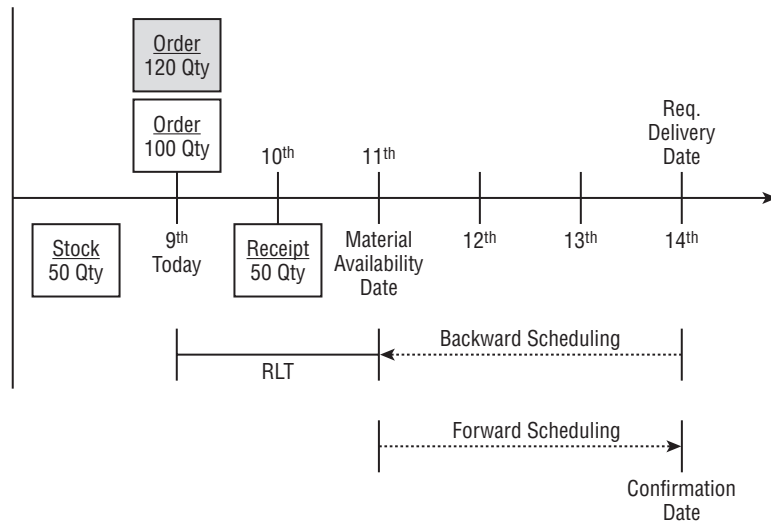 Order
120 Qty
Order
100 Qty
Req.
Delivery
Date
10th
11th
Stock
50 Qty
9th
Today
Receipt
50 Qty
Material
Availability
Date
12th
13th
14th
Backward Scheduling
RLT
Forward Scheduling
Confirmation
Date